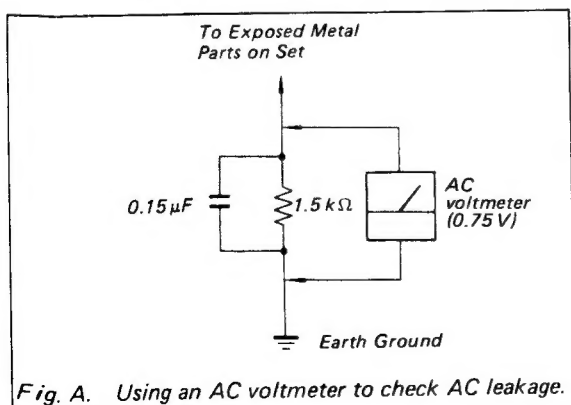 To Exposed Metal
Parts on Set
0.15 μF
1.5 kΩ
AC
voltmeter
(0.75 V)
Earth Ground
Fig. A. Using an AC voltmeter to check AC leakage.